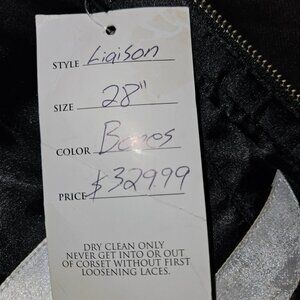 STYLE Liaison
SIZE 28"
COLOR Bones
PRICE $329.99
DRY CLEAN ONLY
NEVER GET INTO OR OUT
OF CORSET WITHOUT FIRST
LOOSENING LACES.